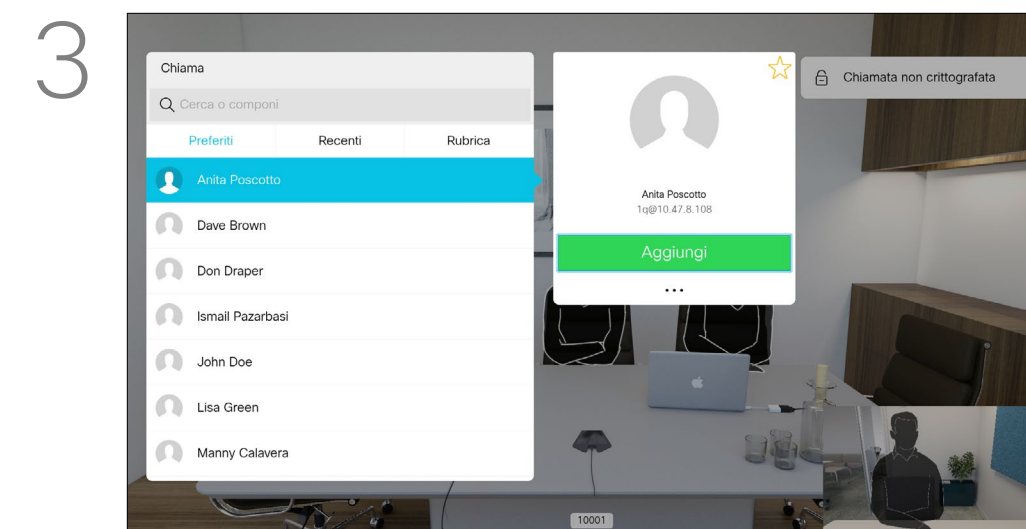 3
Chiama
Cerca o componi
Preferiti Recenti Rubrica
Anita Poscotto
Dave Brown
Don Draper
Ismail Pazarbasi
John Doe
Lisa Green
Manny Calavera
Anita Poscotto
1q@10.47.8.108
Aggiungi
...
Chiamata non crittografata
10001